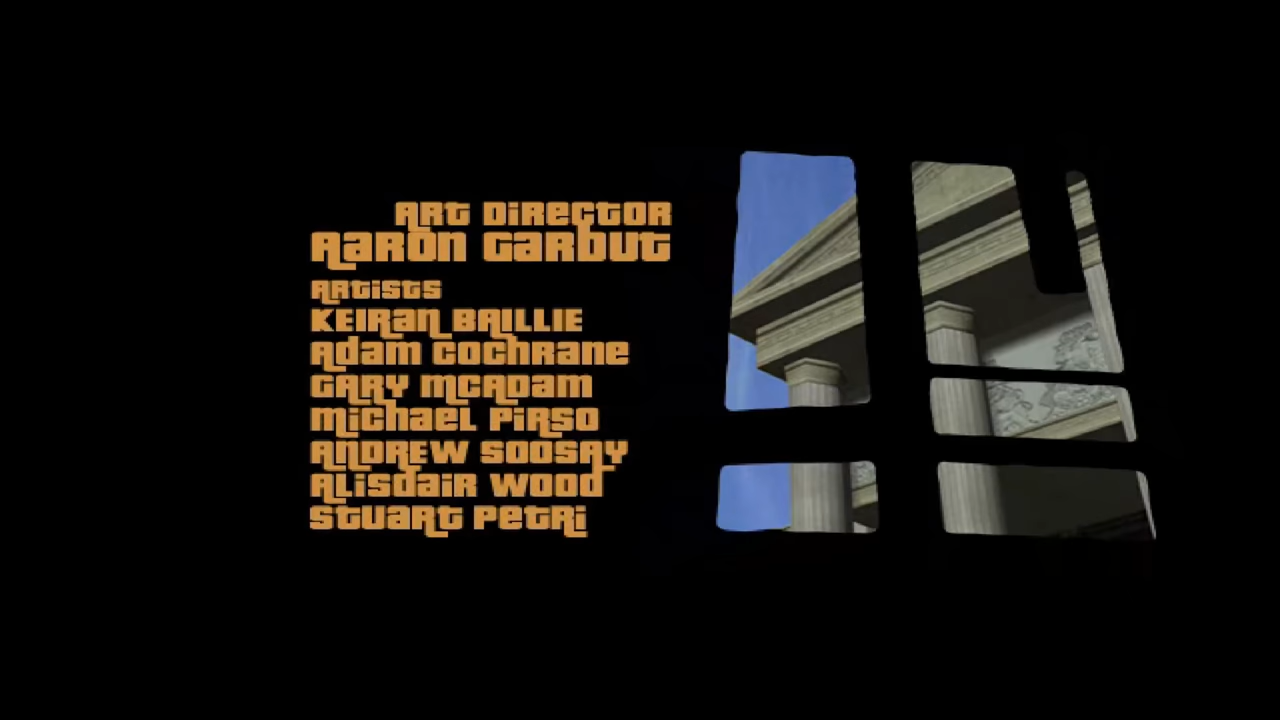 ART DIRECTOR
AARON GARBUT
ARTISTS
KEIRAN BAILLIE
ADAM COCHRANE
GARY MCADAM
MICHAEL PIRSO
ANDREW SOOSAY
ALISDAIR WOOD
STUART PETRI